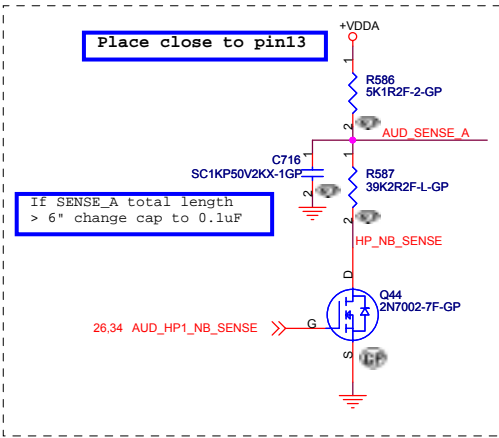 Place close to pin13
+VDDA
1
R586
5K1R2F-2-GP
2
AUD_SENSE_A
1
C716
SC1KP50V2KX-1GP
2
1
R587
39K2R2F-L-GP
2
If SENSE_A total length
> 6" change cap to 0.1uF
HP_NB_SENSE
D
Q44
2N7002-7F-GP
26,34 AUD_HP1_NB_SENSE
G
S
GP